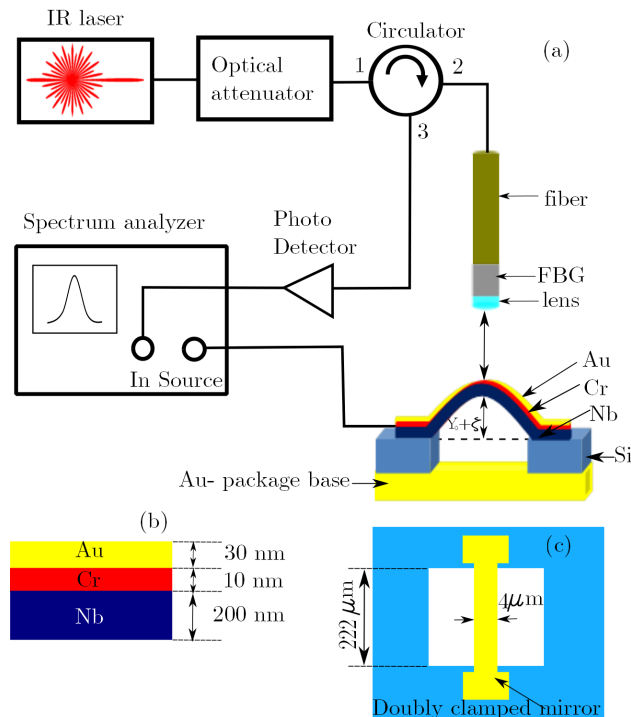 IR laser
Optical
attenuator
Circulator
1
2
3
(a)
fiber
FBG
lens
Spectrum analyzer
Photo
Detector
In Source
Au
Cr
Nb
Y₀+ξ
Si
Au- package base
(b)
Au
30 nm
Cr
10 nm
Nb
200 nm
(c)
222 μm
4μm
Doubly clamped mirror